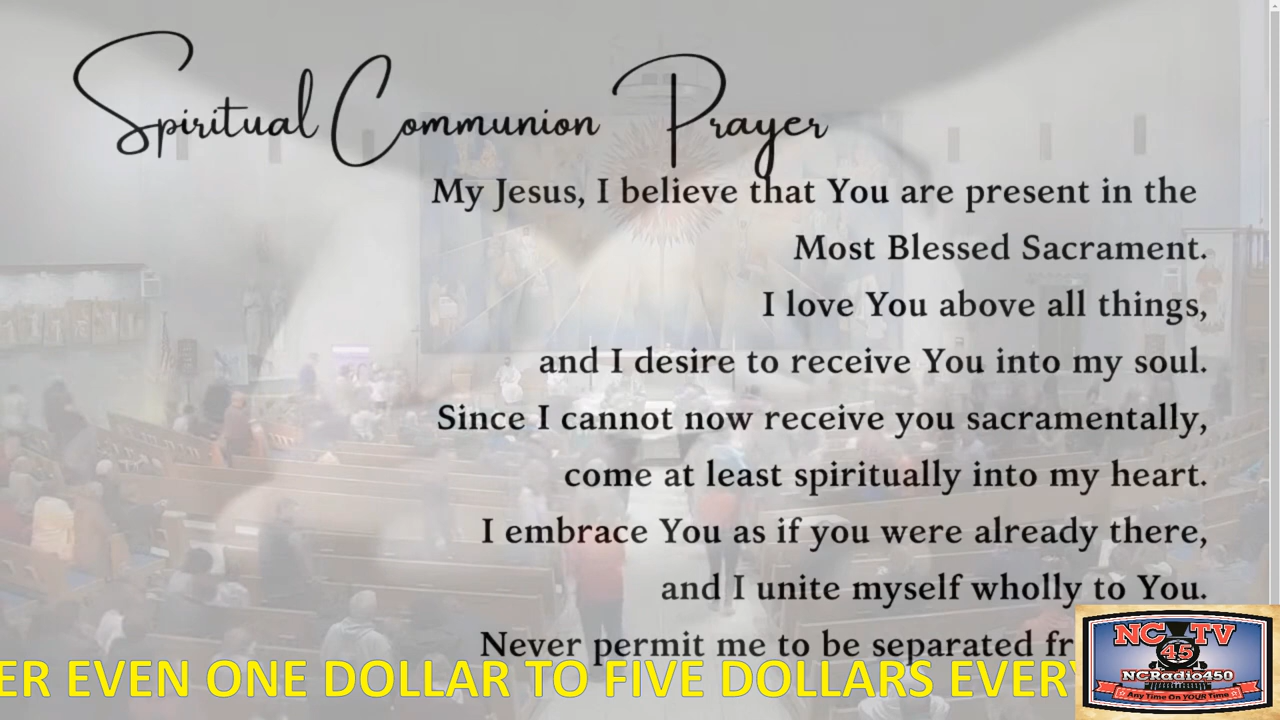 Spiritual Communion Prayer
My Jesus, I believe that You are present in the
Most Blessed Sacrament.
I love You above all things,
and I desire to receive You into my soul.
Since I cannot now receive you sacramentally,
come at least spiritually into my heart.
I embrace You as if you were already there,
and I unite myself wholly to You.
Never permit me to be separated fr
ER EVEN ONE DOLLAR TO FIVE DOLLARS EVERY
NC TV
45
NCRadio450
Any Time On YOUR Time